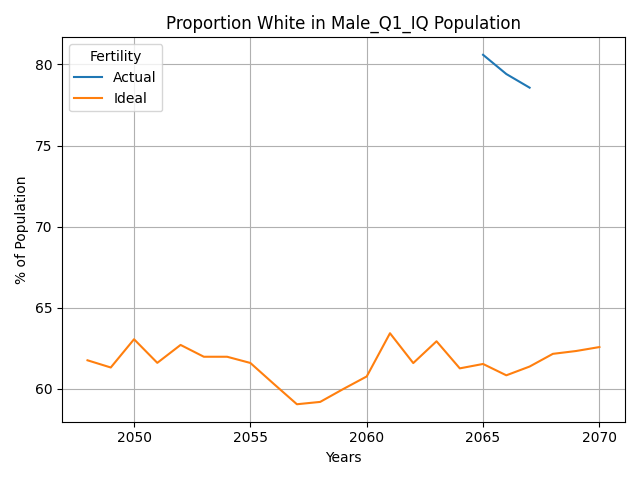 Proportion White in Male_Q1_IQ Population
Fertility
Actual
Ideal
% of Population
80
75
70
65
60
2050
2055
2060
2065
2070
Years